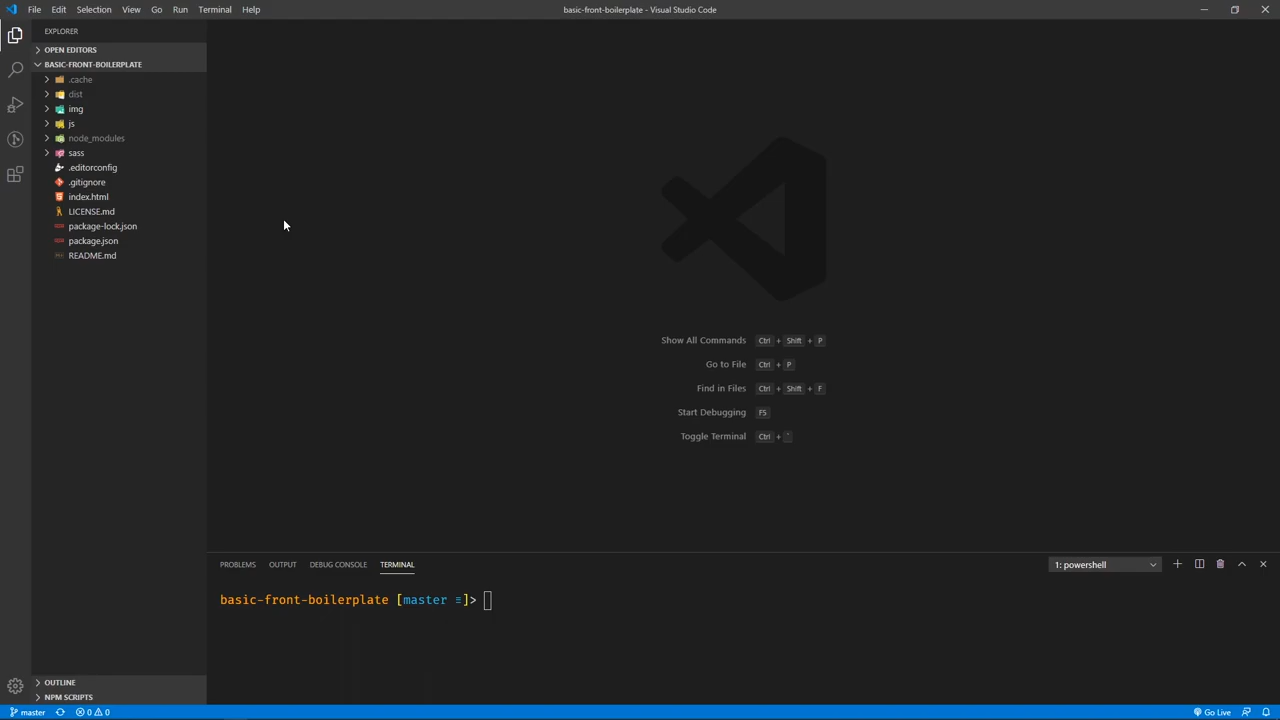 File Edit Selection View Go Run Terminal Help
basic-front-boilerplate - Visual Studio Code
EXPLORER
OPEN EDITORS
BASIC-FRONT-BOILERPLATE
.cache
dist
img
js
node_modules
sass
.editorconfig
.gitignore
index.html
LICENSE.md
package-lock.json
package.json
README.md
OUTLINE
NPM SCRIPTS
Show All Commands Ctrl + Shift + P
Go to File Ctrl + P
Find in Files Ctrl + Shift + F
Start Debugging F5
Toggle Terminal Ctrl + `
PROBLEMS OUTPUT DEBUG CONSOLE TERMINAL
1: powershell
basic-front-boilerplate [master ≡]>
master 0 0
Go Live